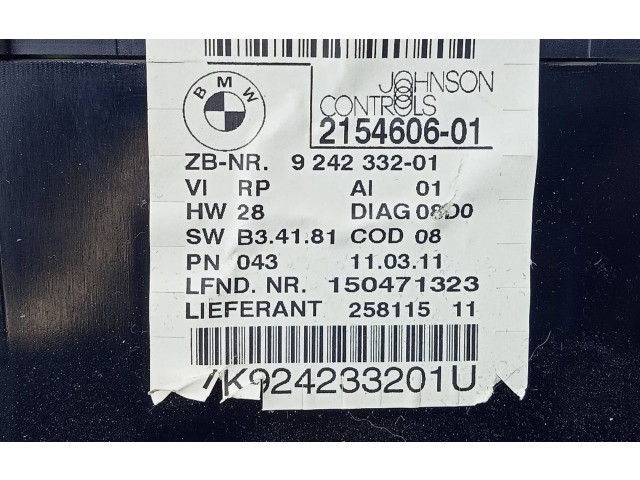 BMW
JOHNSON
CONTROLS
2154606-01
ZB-NR. 9 242 332-01
VI RP AI 01
HW 28 DIAG 08D0
SW B3.41.81 COD 08
PN 043 11.03.11
LFND. NR. 150471323
LIEFERANT 258115 11
K924233201U